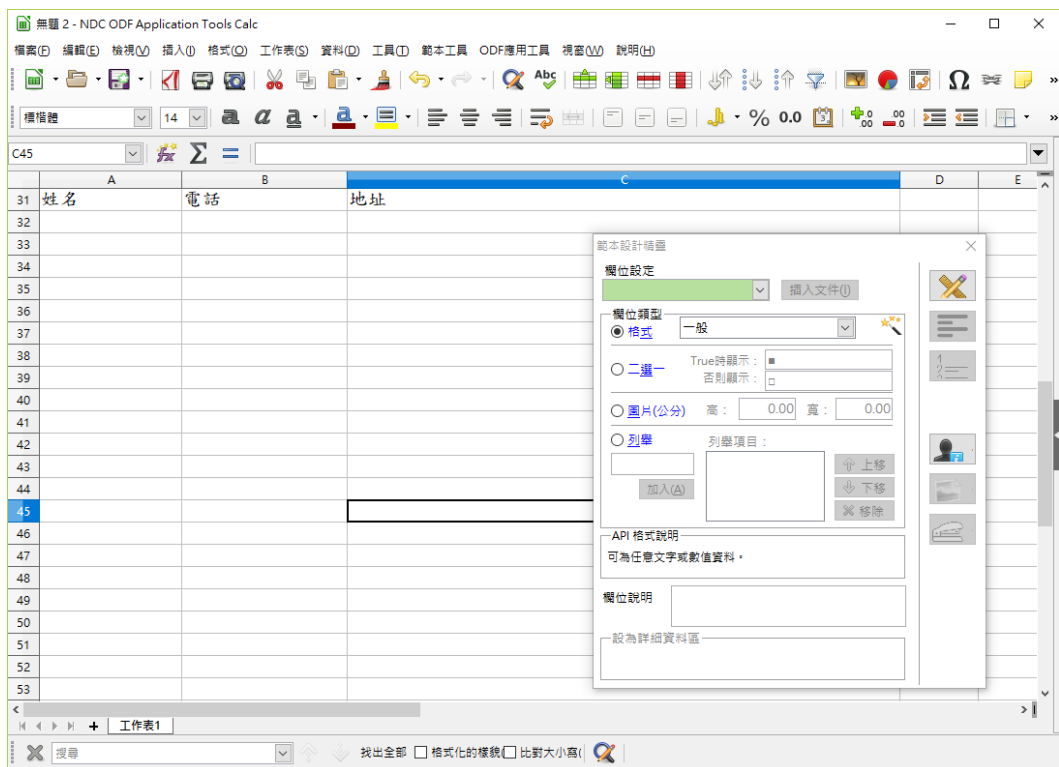 無題 2 - NDC ODF Application Tools Calc
檔案(F) 編輯(E) 檢視(V) 插入(I) 格式(O) 工作表(S) 資料(D) 工具(T) 範本工具 ODF應用工具 視窗(W) 說明(H)
Abc
標楷體 14 a a a a % 0.0 .00 .00
C45
A B C D E
31 姓名 電話 地址
32
33
34
35
36
37
38
39
40
41
42
43
44
45
46
47
48
49
50
51
52
53
範本設計精靈
欄位設定
插入文件(I)
欄位類型
格式 一般
二選一 True時顯示： ■
否則顯示： □
圖片(公分) 高： 0.00 寬： 0.00
列舉 列舉項目：
上移
加入(A) 下移
移除
API 格式說明
可為任意文字或數值資料。
欄位說明
設為詳細資料區
工作表1
搜尋 找出全部 格式化的樣貌( 比對大小寫(